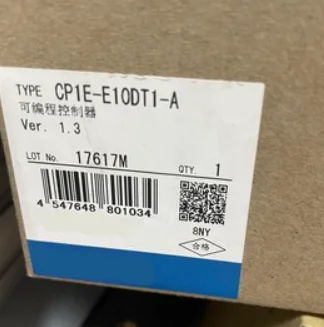 TYPE CP1E-E10DT1-A
可编程控制器
Ver. 1.3
LOT No. 17617M QTY. 1
4 547648 801034
8NY
合格